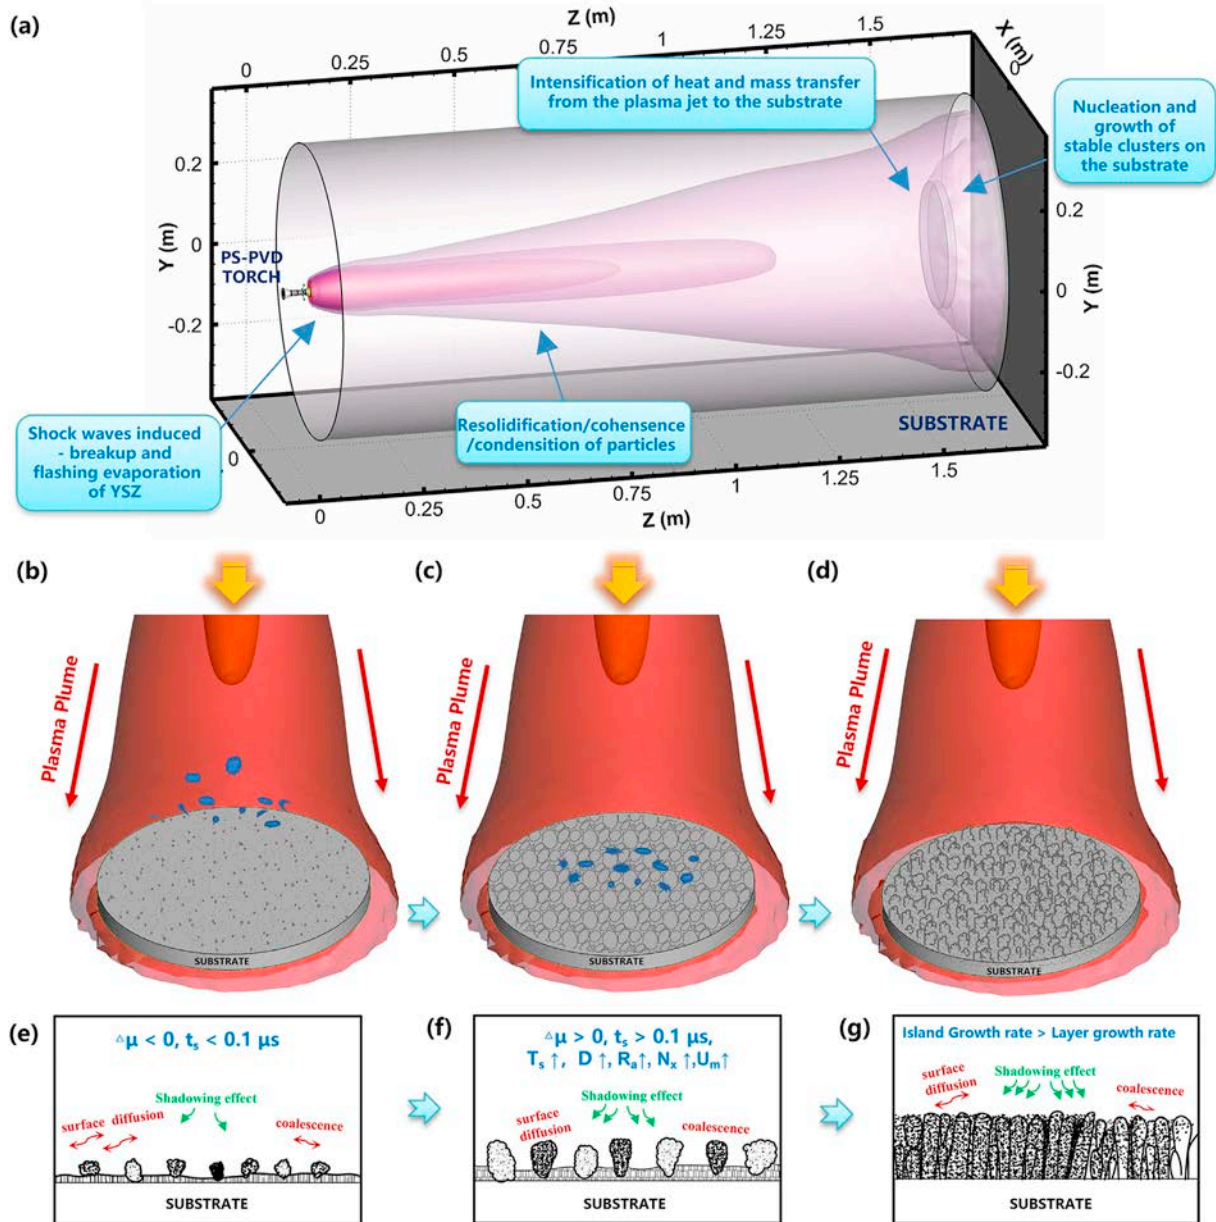 (a)
Z (m)
0
0.25
0.5
0.75
1
1.5
X (m)
0
Intensification of heat and mass transfer
from the plasma jet to the substrate
Nucleation and
growth of
stable clusters on
the substrate
0.2
0
-0.2
Y (m)
PS-PVD
TORCH
0.2
0
-0.2
Y (m)
Shock waves induced
- breakup and
flashing evaporation
of YSZ
Resolidification/cohensence
/condensition of particles
SUBSTRATE
0
0
0.25
0.5
0.75
1
1.25
1.5
Z (m)
(b)
Plasma Plume
SUBSTRATE
(c)
Plasma Plume
SUBSTRATE
(d)
Plasma Plume
SUBSTRATE
(e)
△μ < 0, tₛ < 0.1 μs
Shadowing effect
surface
diffusion
coalescence
SUBSTRATE
(f)
△μ > 0, tₛ > 0.1 μs,
Tₛ ↑, D ↑, Rₐ↑, Nₓ ↑,Uₘ↑
Shadowing effect
surface
diffusion
coalescence
SUBSTRATE
(g)
Island Growth rate > Layer growth rate
surface
diffusion
Shadowing effect
coalescence
SUBSTRATE